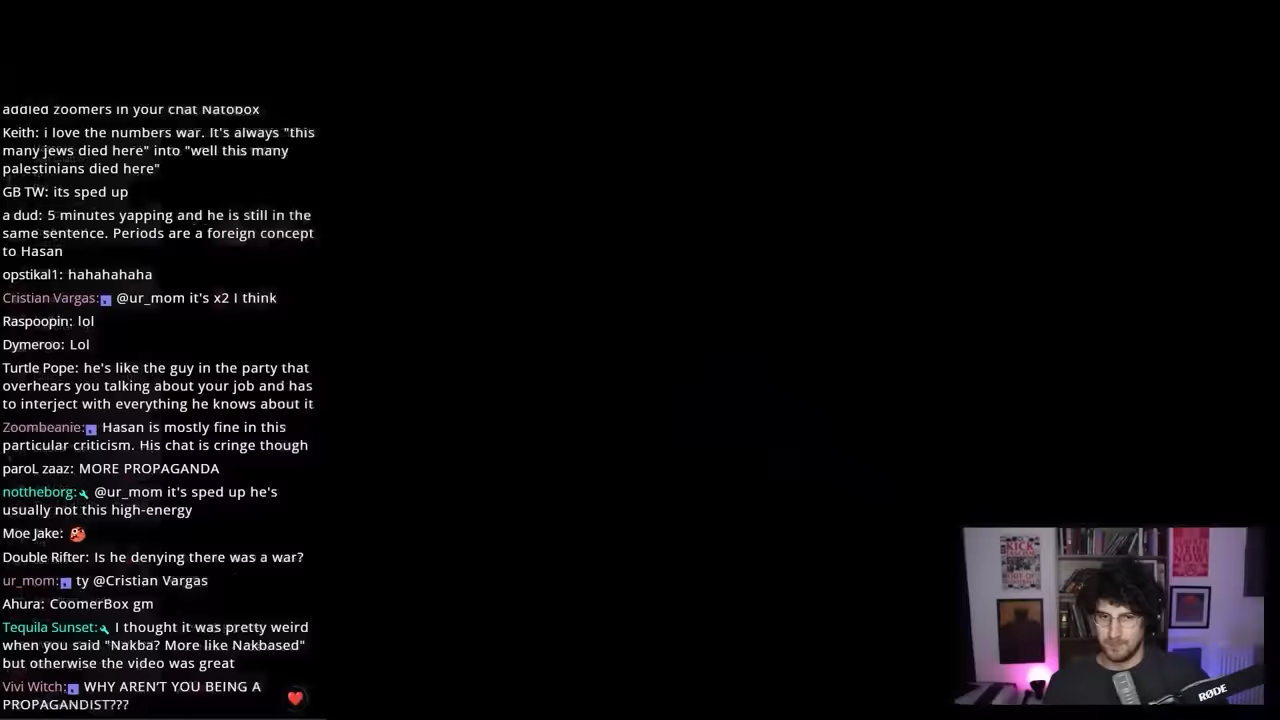 addled zoomers in your chat Natobox
Keith: i love the numbers war. It's always "this
many jews died here" into "well this many
palestinians died here"
GB TW: its sped up
a dud: 5 minutes yapping and he is still in the
same sentence. Periods are a foreign concept
to Hasan
opstikal1: hahahahaha
Cristian Vargas: @ur_mom it's x2 I think
Raspoopin: lol
Dymeroo: Lol
Turtle Pope: he's like the guy in the party that
overhears you talking about your job and has
to interject with everything he knows about it
Zoombeanie: Hasan is mostly fine in this
particular criticism. His chat is cringe though
paroL zaaz: MORE PROPAGANDA
nottheborg: @ur_mom it's sped up he's
usually not this high-energy
Moe Jake:
Double Rifter: Is he denying there was a war?
ur_mom: ty @Cristian Vargas
Ahura: CoomerBox gm
Tequila Sunset: I thought it was pretty weird
when you said "Nakba? More like Nakbased"
but otherwise the video was great
Vivi Witch: WHY AREN'T YOU BEING A
PROPAGANDIST???
KICK
OUT OF
NOW!
RØDE